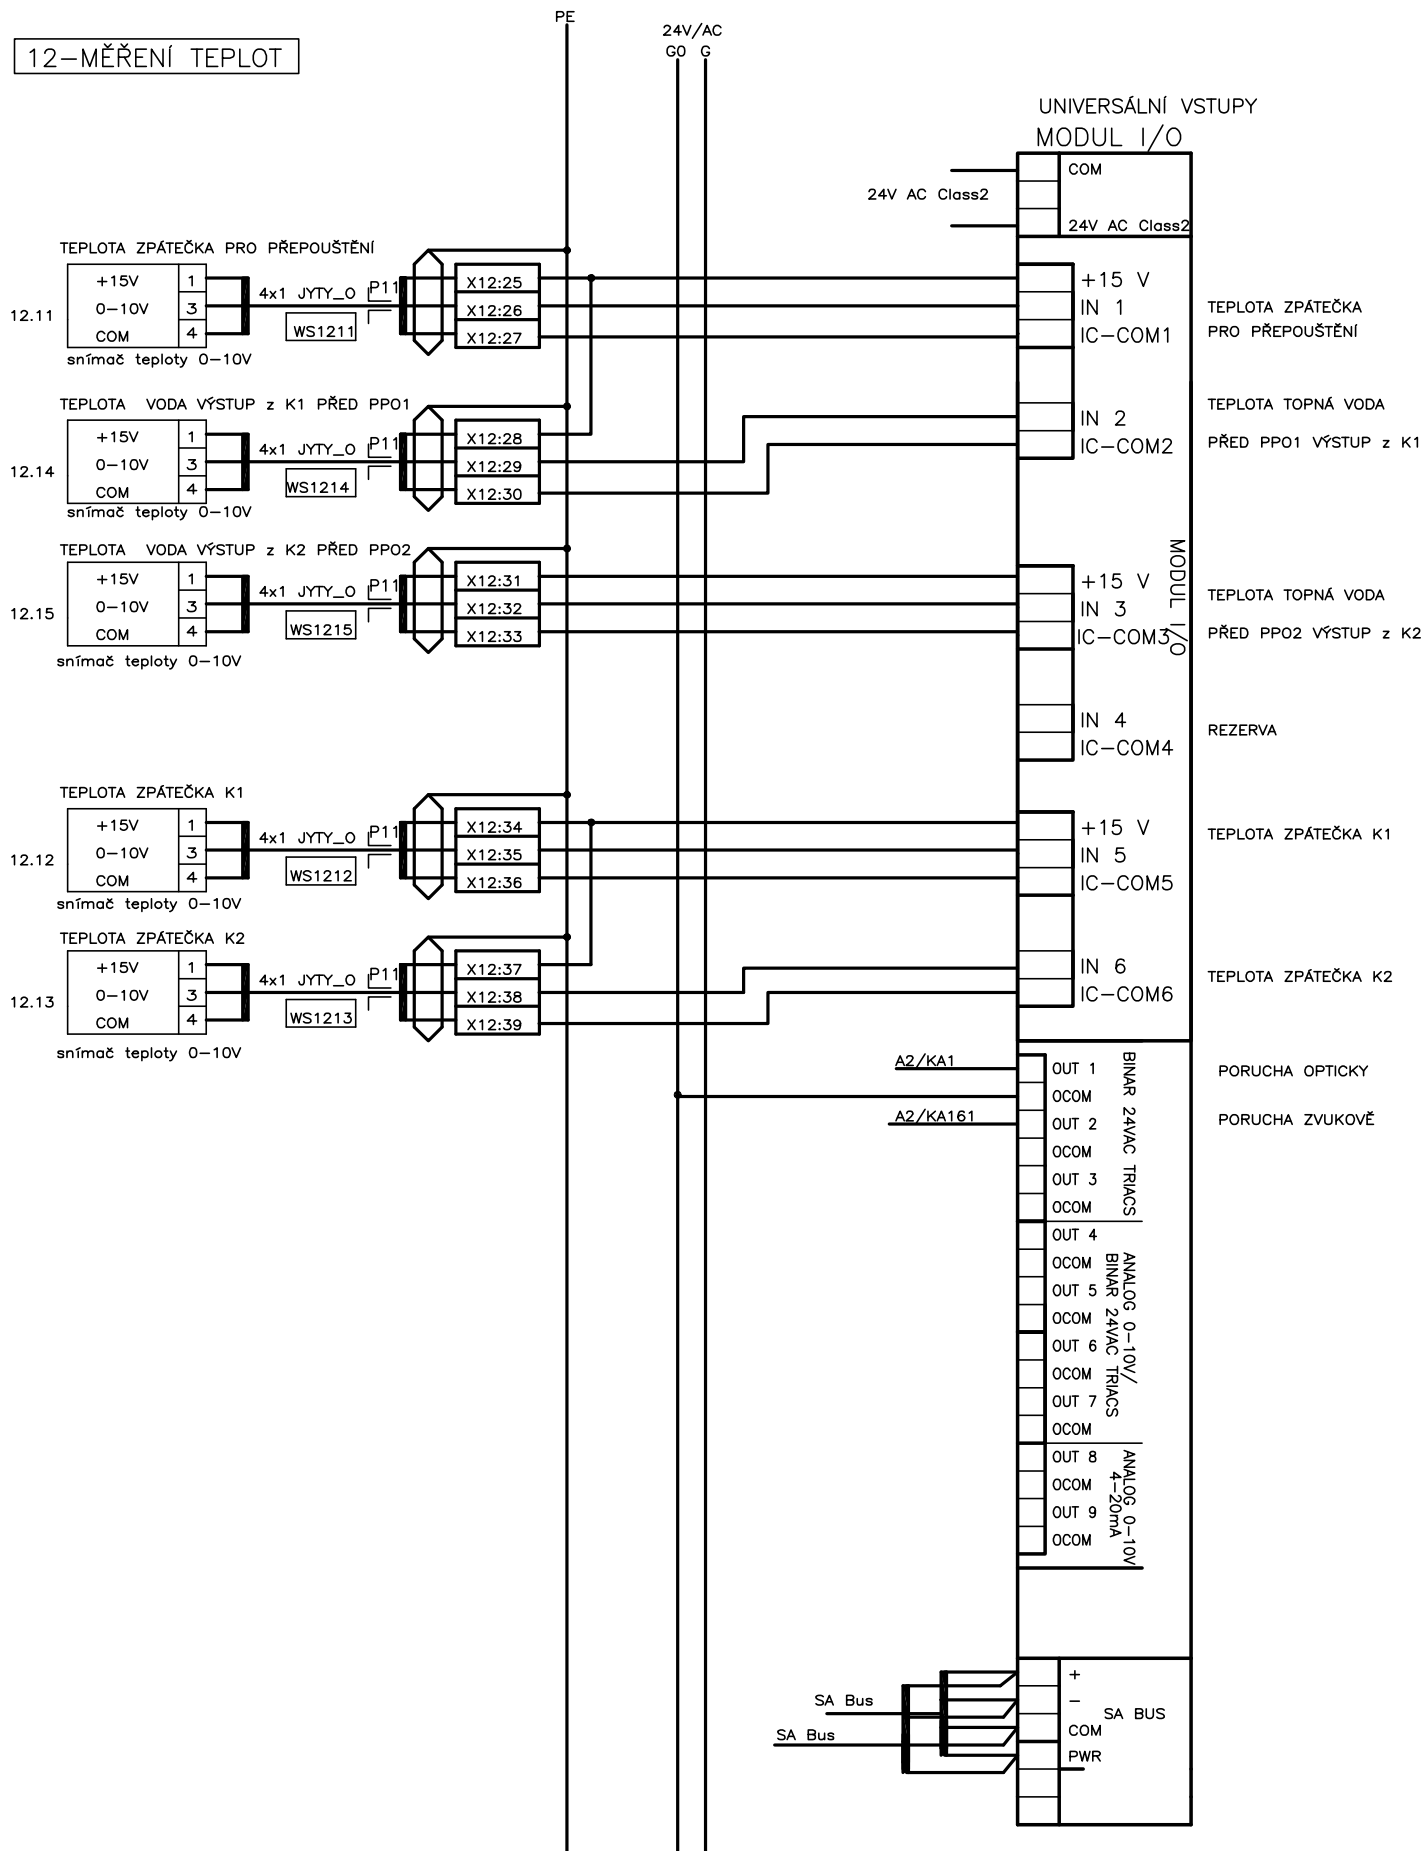 12-MĚŘENÍ TEPLOT
PE
24V/AC
G0 G
UNIVERSÁLNÍ VSTUPY
MODUL I/O
COM
24V AC Class2
24V AC Class2
TEPLOTA ZPÁTEČKA PRO PŘEPOUŠTĚNÍ
12.11
+15V 1
0-10V 3
COM 4
snímač teploty 0-10V
4x1 JYTY_O P11
WS1211
X12:25
X12:26
X12:27
+15 V
IN 1
IC-COM1
TEPLOTA ZPÁTEČKA
PRO PŘEPOUŠTĚNÍ
TEPLOTA VODA VÝSTUP z K1 PŘED PPO1
12.14
+15V 1
0-10V 3
COM 4
snímač teploty 0-10V
4x1 JYTY_O P11
WS1214
X12:28
X12:29
X12:30
IN 2
IC-COM2
TEPLOTA TOPNÁ VODA
PŘED PPO1 VÝSTUP z K1
TEPLOTA VODA VÝSTUP z K2 PŘED PPO2
12.15
+15V 1
0-10V 3
COM 4
snímač teploty 0-10V
4x1 JYTY_O P11
WS1215
X12:31
X12:32
X12:33
+15 V
IN 3
IC-COM3
MODUL I/O
TEPLOTA TOPNÁ VODA
PŘED PPO2 VÝSTUP z K2
IN 4
IC-COM4
REZERVA
TEPLOTA ZPÁTEČKA K1
12.12
+15V 1
0-10V 3
COM 4
snímač teploty 0-10V
4x1 JYTY_O P11
WS1212
X12:34
X12:35
X12:36
+15 V
IN 5
IC-COM5
TEPLOTA ZPÁTEČKA K1
TEPLOTA ZPÁTEČKA K2
12.13
+15V 1
0-10V 3
COM 4
snímač teploty 0-10V
4x1 JYTY_O P11
WS1213
X12:37
X12:38
X12:39
IN 6
IC-COM6
TEPLOTA ZPÁTEČKA K2
A2/KA1
OUT 1
PORUCHA OPTICKY
OCOM
A2/KA161
OUT 2
PORUCHA ZVUKOVĚ
OCOM
OUT 3
OCOM
BINAR 24VAC TRIACS
OUT 4
OCOM
OUT 5
OCOM
OUT 6
OCOM
OUT 7
OCOM
ANALOG 0-10V/
BINAR 24VAC TRIACS
OUT 8
OCOM
OUT 9
OCOM
ANALOG 0-10V
4-20mA
SA Bus
SA Bus
+
-
COM
PWR
SA BUS